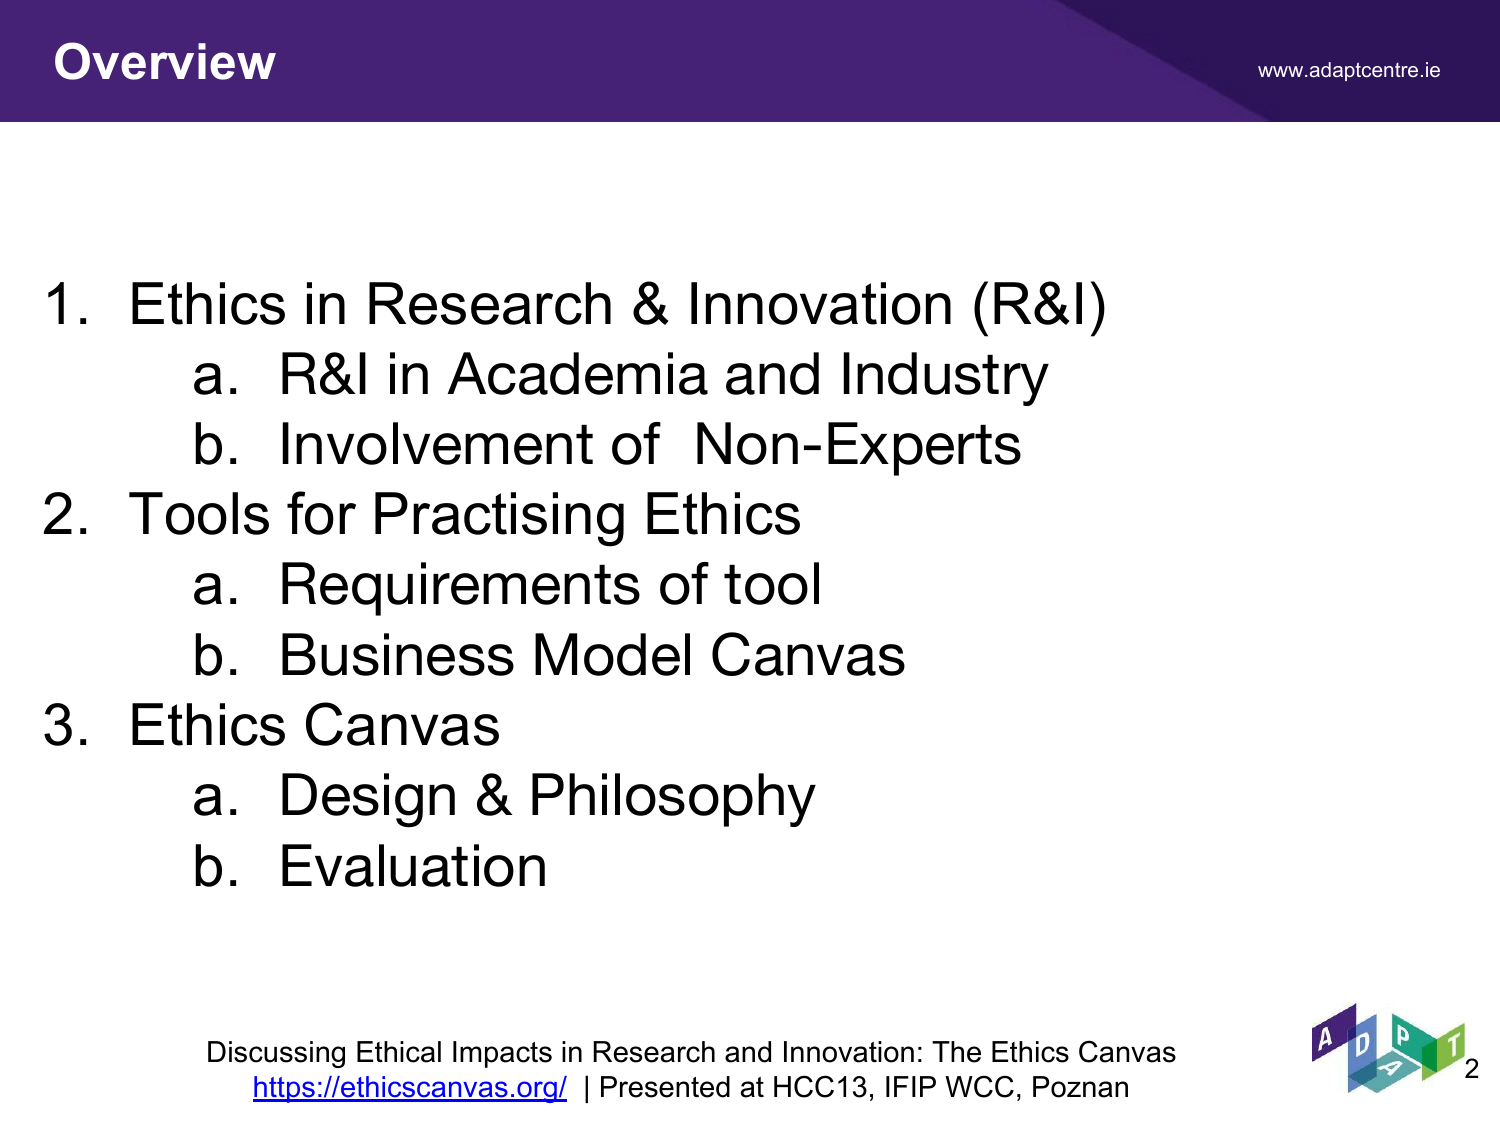 Overview
www.adaptcentre.ie
1. Ethics in Research & Innovation (R&I)
a. R&I in Academia and Industry
b. Involvement of  Non-Experts
2. Tools for Practising Ethics
a. Requirements of tool
b. Business Model Canvas
3. Ethics Canvas
a. Design & Philosophy
b. Evaluation
Discussing Ethical Impacts in Research and Innovation: The Ethics Canvas
https://ethicscanvas.org/  | Presented at HCC13, IFIP WCC, Poznan
ADAPT
2